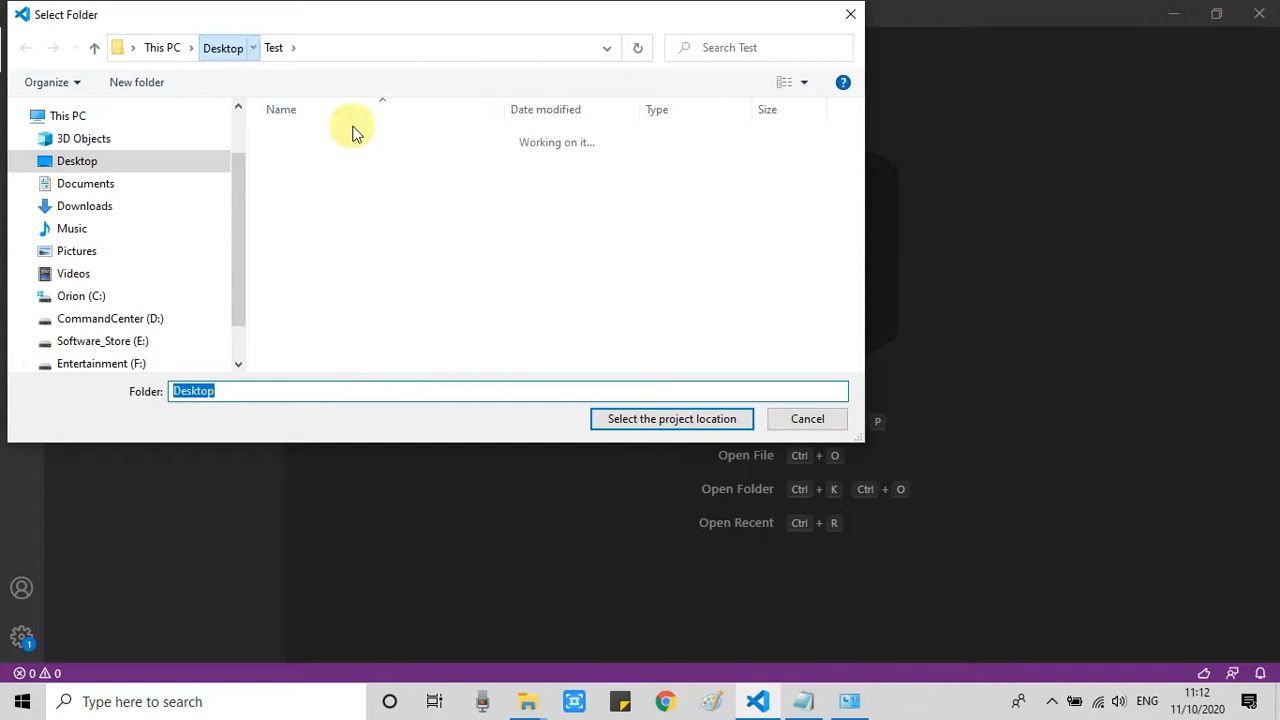 Select Folder
This PC Desktop Test
Search Test
Organize New folder
Name Date modified Type Size
This PC
Working on it...
3D Objects
Desktop
Documents
Downloads
Music
Pictures
Videos
Orion (C:)
CommandCenter (D:)
Software_Store (E:)
Entertainment (F:)
Folder: Desktop
Select the project location Cancel
P
Open File Ctrl + O
Open Folder Ctrl + K Ctrl + O
Open Recent Ctrl + R
1
0 0
Type here to search
ENG
11:12
11/10/2020